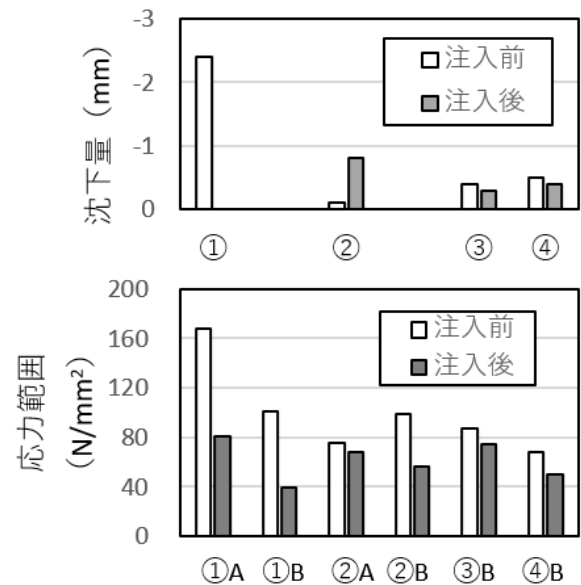 -3
-2
-1
0
沈下量（mm）
注入前
注入後
① ② ③ ④
200
160
120
80
40
0
応力範囲
（N/mm²）
注入前
注入後
①A ①B ②A ②B ③B ④B